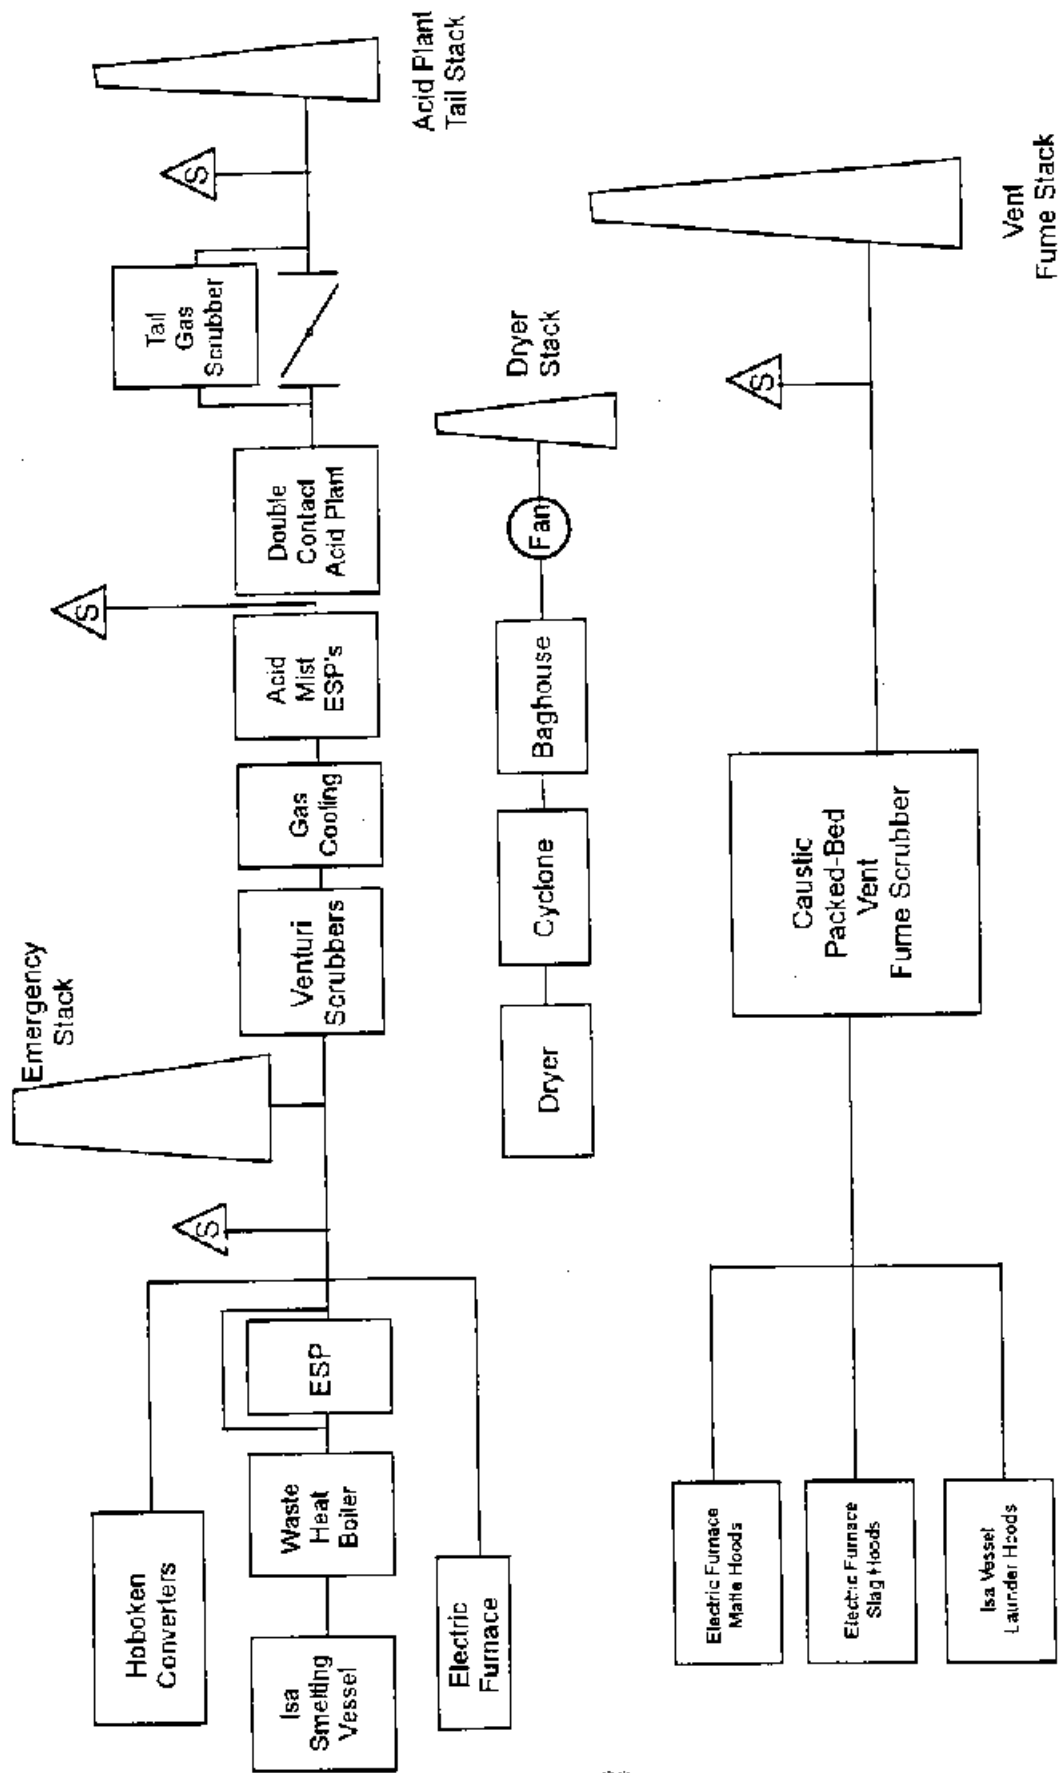 Hoboken
Converters
Isa
Smelting
Vessel
Waste
Heat
Boiler
ESP
Electric
Furnace
S
Emergency
Stack
Venturi
Scrubbers
Gas
Cooling
Acid
Mist
ESP's
S
Double
Contact
Acid Plant
Tail
Gas
Scrubber
S
Acid Plant
Tail Stack
Dryer
Cyclone
Baghouse
Fan
Dryer
Stack
Electric Furnace
Matte Hoods
Electric Furnace
Slag Hoods
Isa Vessel
Launder Hoods
Caustic
Packed-Bed
Vent
Fume Scrubber
S
Vent
Fume Stack